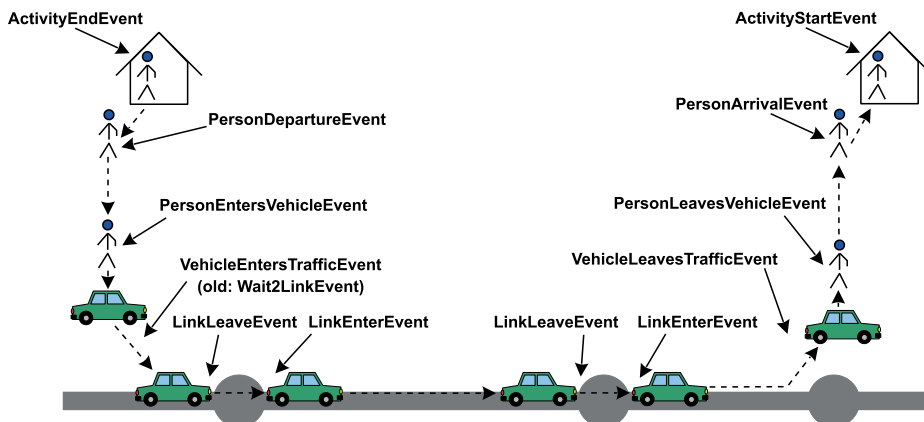 ActivityEndEvent
ActivityStartEvent
PersonArrivalEvent
PersonDepartureEvent
PersonEntersVehicleEvent
PersonLeavesVehicleEvent
VehicleEntersTrafficEvent
(old: Wait2LinkEvent)
VehicleLeavesTrafficEvent
LinkLeaveEvent
LinkEnterEvent
LinkLeaveEvent
LinkEnterEvent